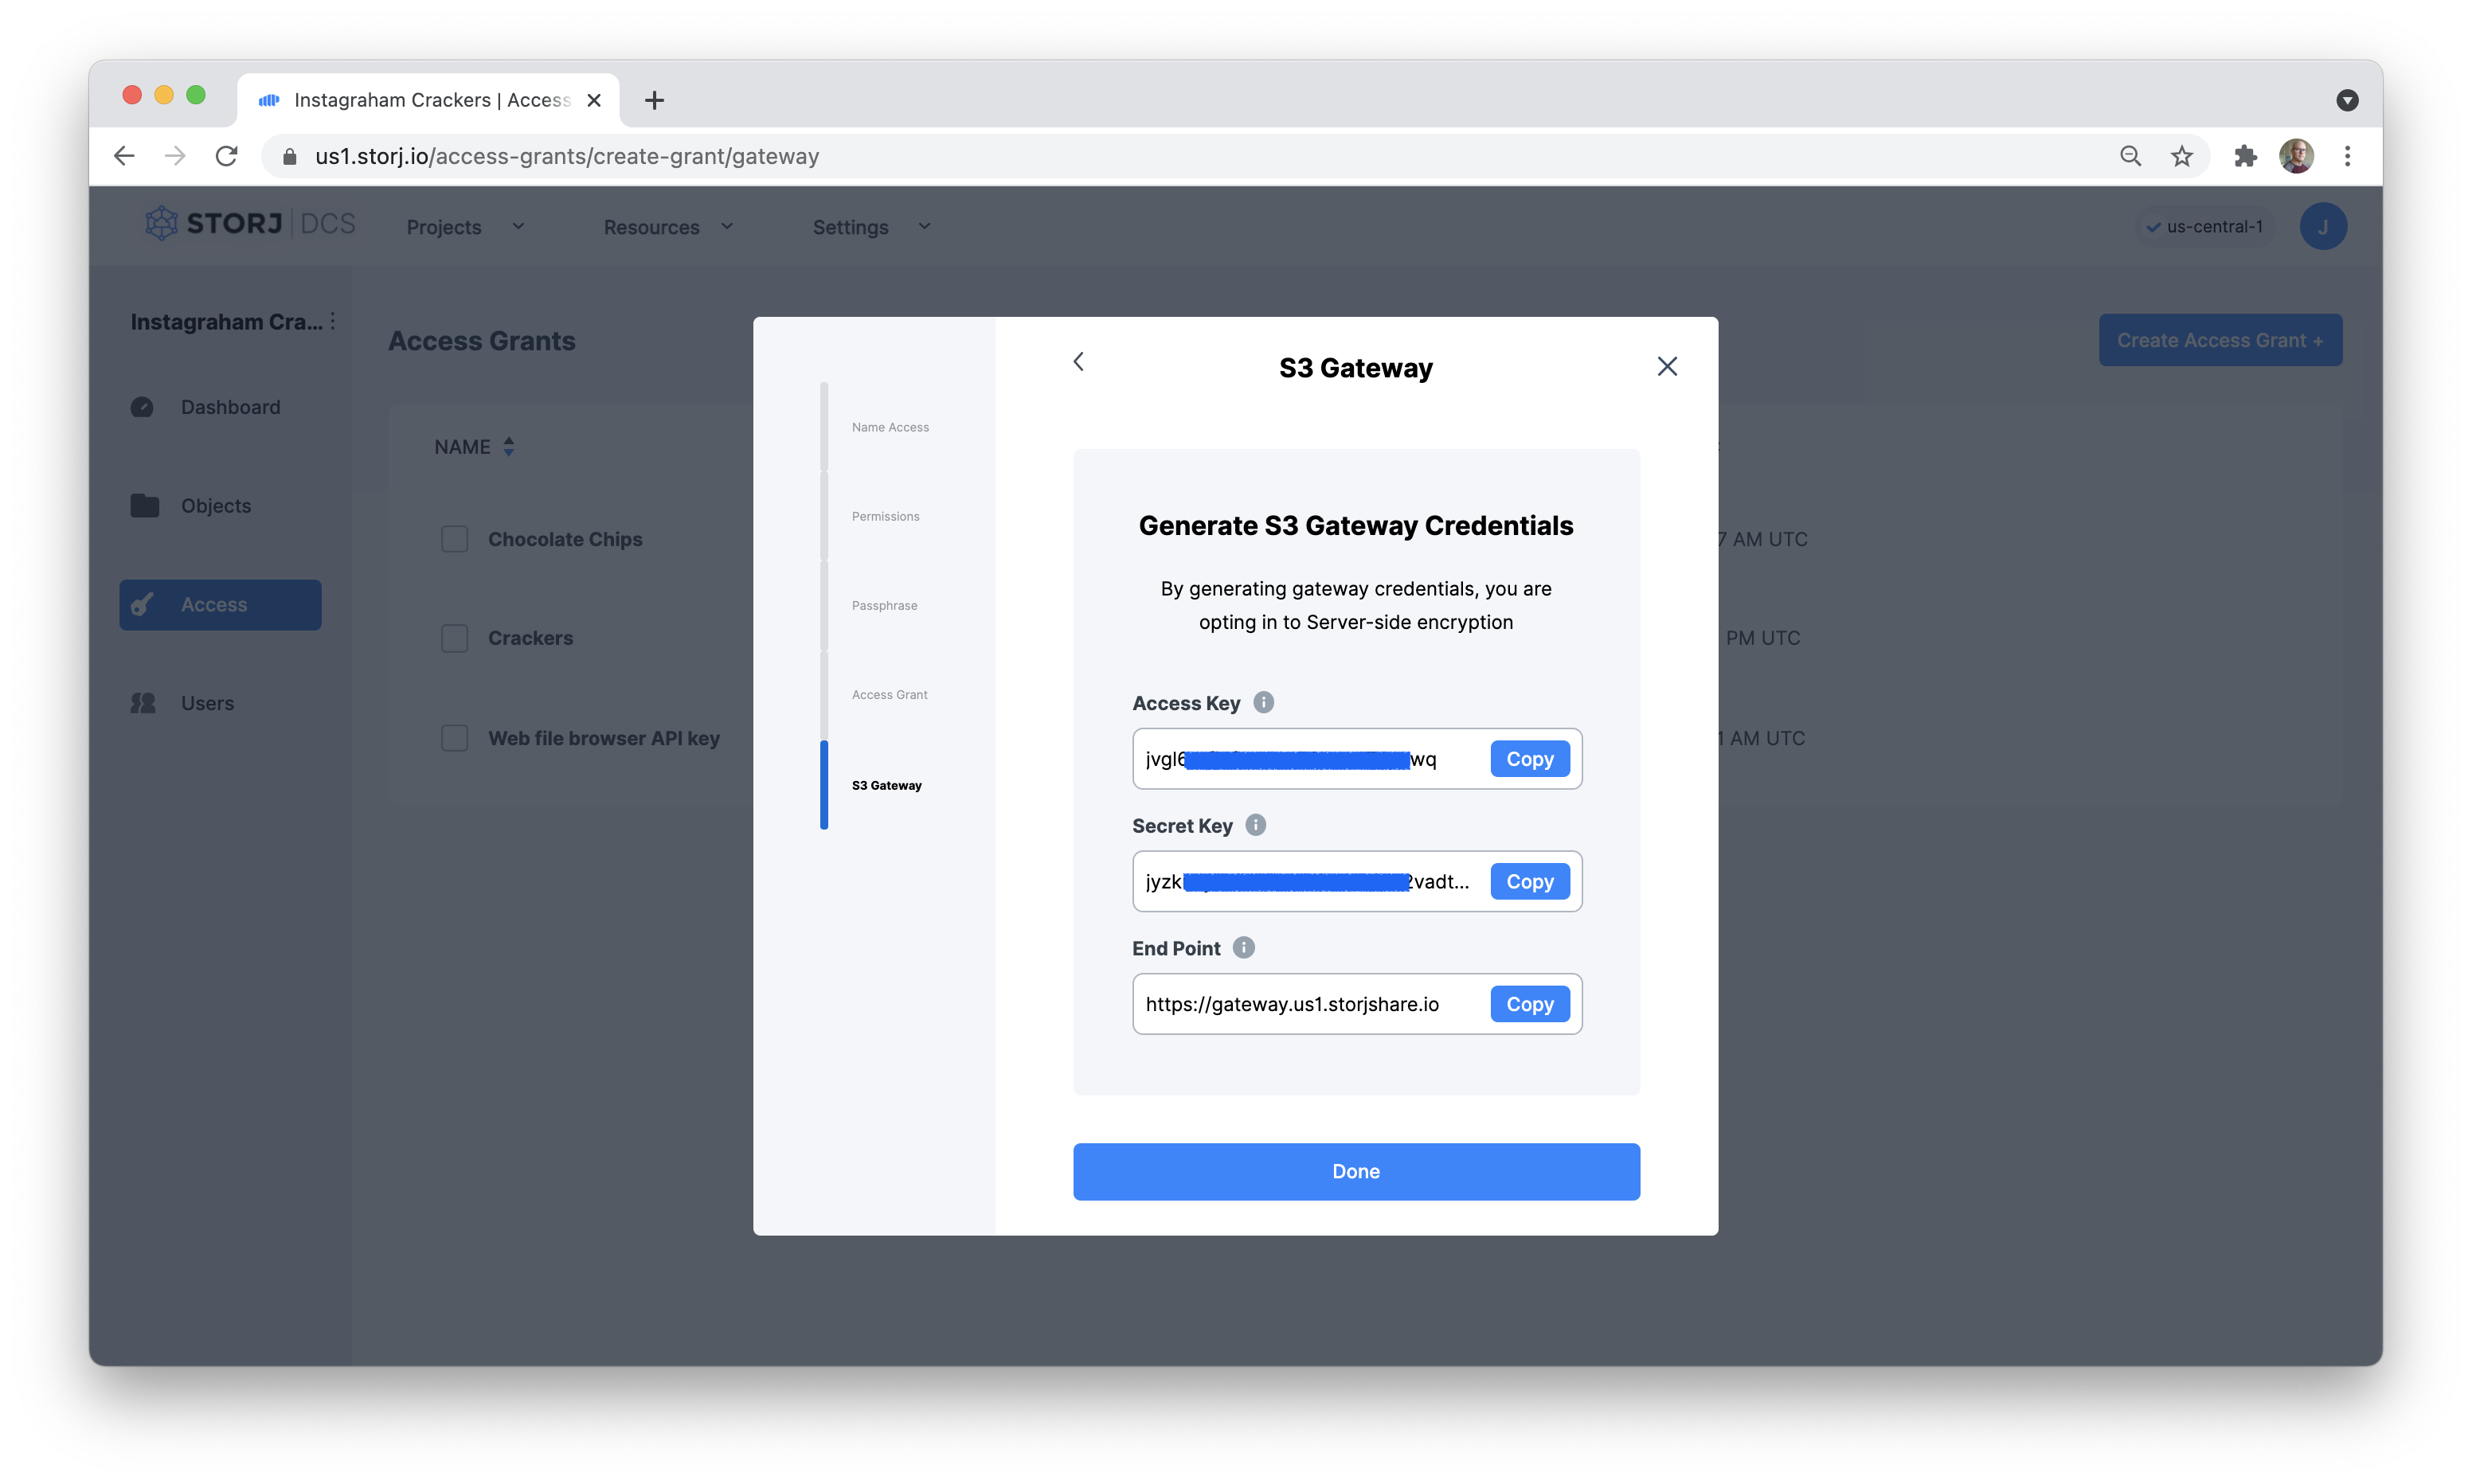 Instagraham Crackers | Access
us1.storj.io/access-grants/create-grant/gateway
STORJ DCS
Projects
Resources
Settings
us-central-1
J
Instagraham Cra...
Dashboard
Objects
Access
Users
Access Grants
Create Access Grant +
NAME
Chocolate Chips
7 AM UTC
Crackers
PM UTC
Web file browser API key
1 AM UTC
Name Access
Permissions
Passphrase
Access Grant
S3 Gateway
S3 Gateway
Generate S3 Gateway Credentials
By generating gateway credentials, you are
opting in to Server-side encryption
Access Key
jvgl6 wq
Copy
Secret Key
jyzk 2vadt...
Copy
End Point
https://gateway.us1.storjshare.io
Copy
Done